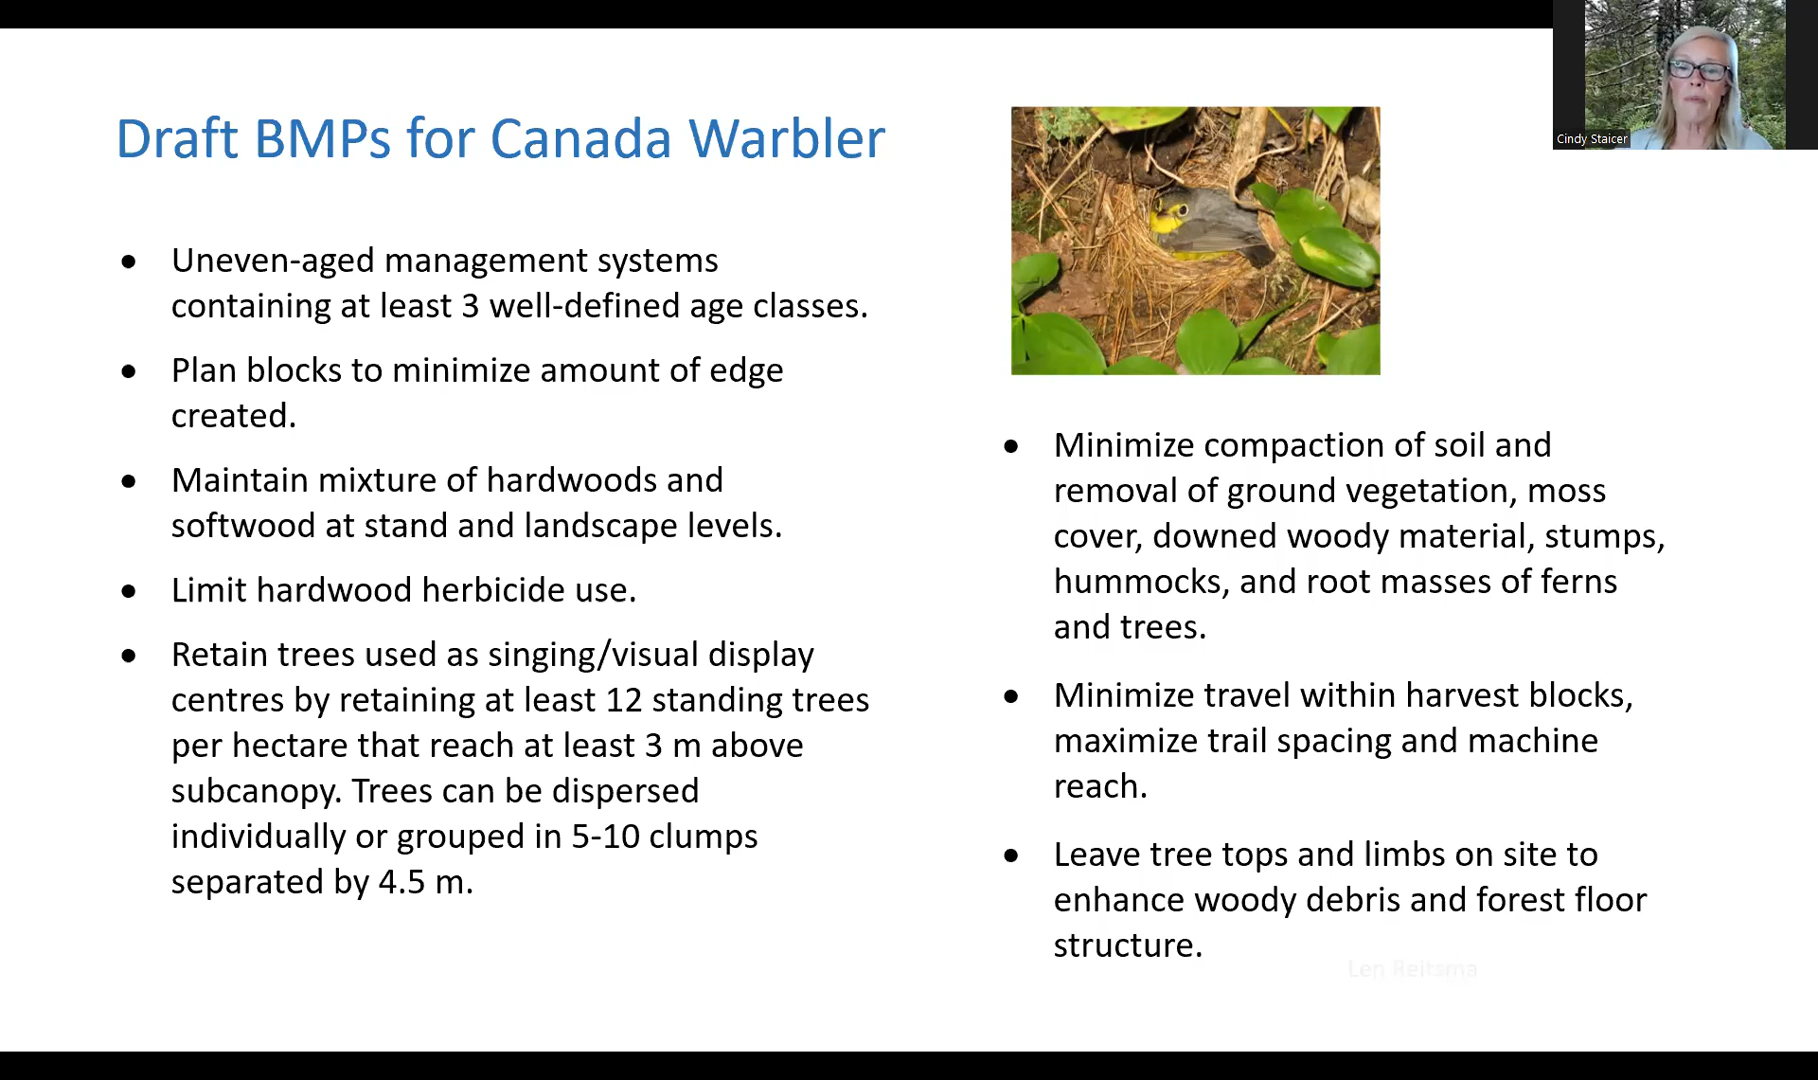 Draft BMPs for Canada Warbler
● Uneven-aged management systems
containing at least 3 well-defined age classes.
● Plan blocks to minimize amount of edge
created.
● Maintain mixture of hardwoods and
softwood at stand and landscape levels.
● Limit hardwood herbicide use.
● Retain trees used as singing/visual display
centres by retaining at least 12 standing trees
per hectare that reach at least 3 m above
subcanopy. Trees can be dispersed
individually or grouped in 5-10 clumps
separated by 4.5 m.
● Minimize compaction of soil and
removal of ground vegetation, moss
cover, downed woody material, stumps,
hummocks, and root masses of ferns
and trees.
● Minimize travel within harvest blocks,
maximize trail spacing and machine
reach.
● Leave tree tops and limbs on site to
enhance woody debris and forest floor
structure.
Len Reitsma
Cindy Staicer